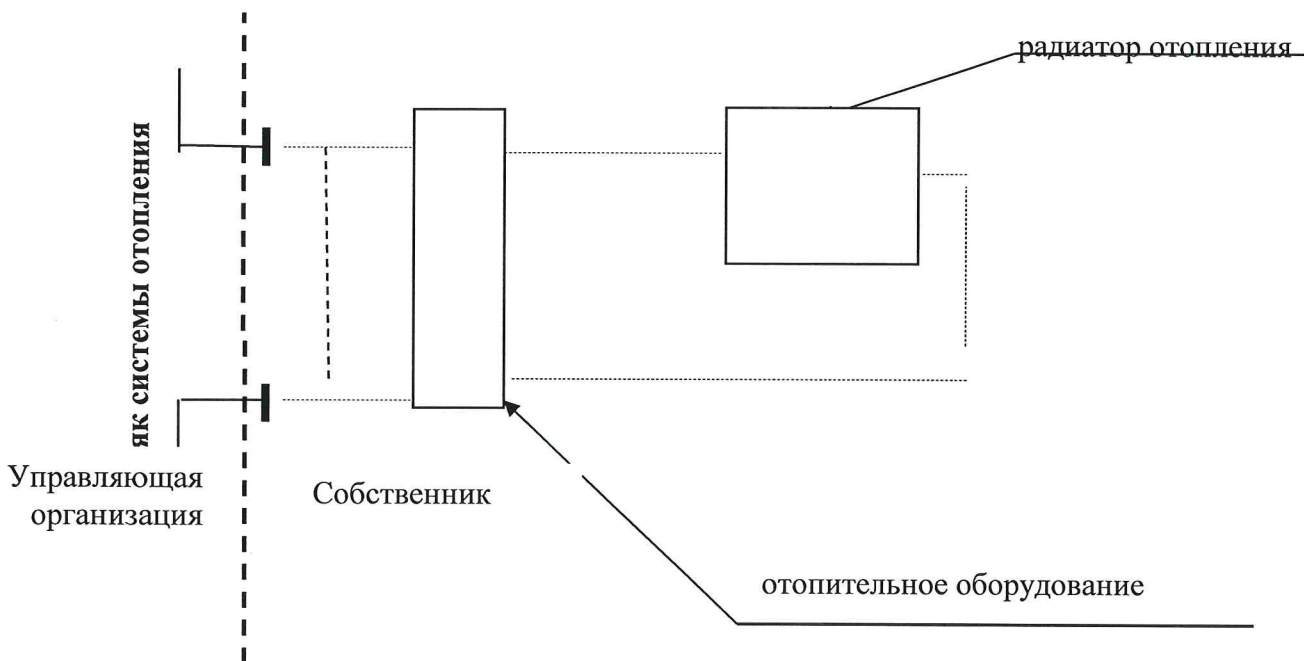 радиатор отопления
як системы отопления
Управляющая
организация
Собственник
отопительное оборудование